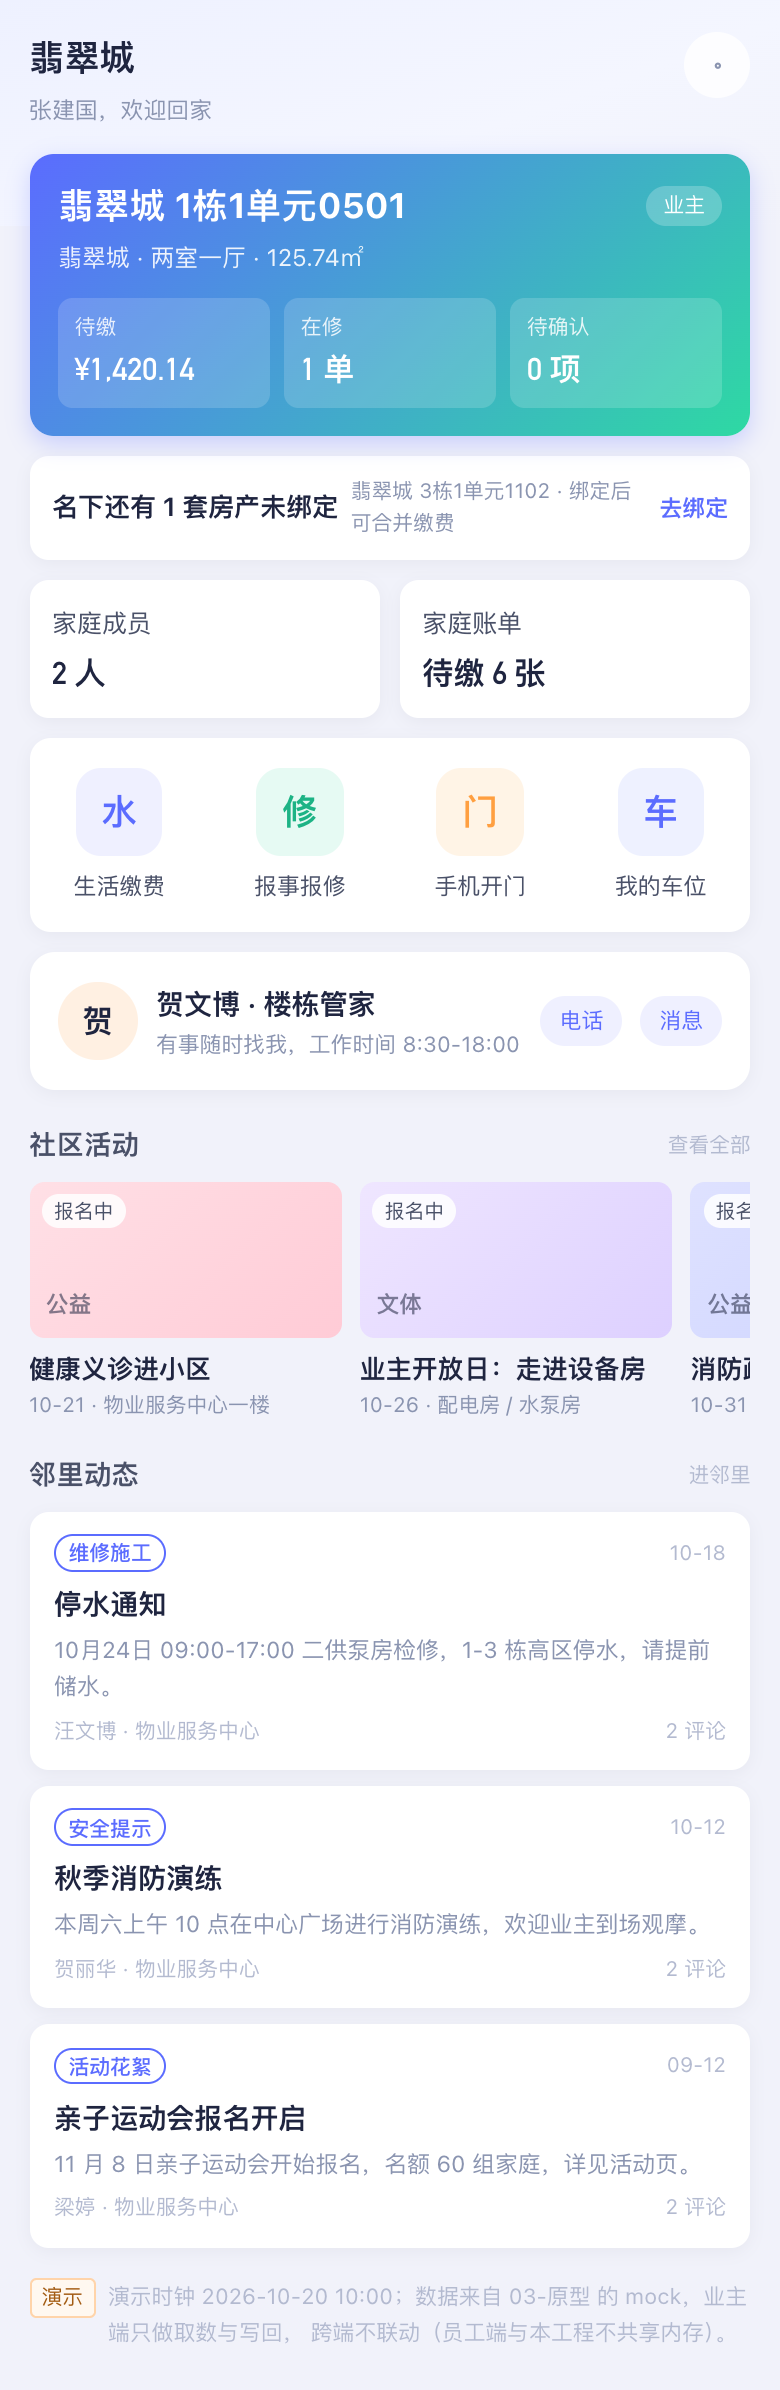 翡翠城
张建国，欢迎回家
翡翠城 1栋1单元0501
业主
翡翠城 · 两室一厅 · 125.74㎡
待缴
¥1,420.14
在修
1 单
待确认
0 项
名下还有 1 套房产未绑定
翡翠城 3栋1单元1102 · 绑定后
可合并缴费
去绑定
家庭成员
2 人
家庭账单
待缴 6 张
水
生活缴费
修
报事报修
门
手机开门
车
我的车位
贺
贺文博 · 楼栋管家
有事随时找我，工作时间 8:30-18:00
电话
消息
社区活动
查看全部
报名中
公益
健康义诊进小区
10-21 · 物业服务中心一楼
报名中
文体
业主开放日：走进设备房
10-26 · 配电房 / 水泵房
报名
公益
消防
10-31
邻里动态
进邻里
维修施工
10-18
停水通知
10月24日 09:00-17:00 二供泵房检修，1-3 栋高区停水，请提前
储水。
汪文博 · 物业服务中心
2 评论
安全提示
10-12
秋季消防演练
本周六上午 10 点在中心广场进行消防演练，欢迎业主到场观摩。
贺丽华 · 物业服务中心
2 评论
活动花絮
09-12
亲子运动会报名开启
11 月 8 日亲子运动会开始报名，名额 60 组家庭，详见活动页。
梁婷 · 物业服务中心
2 评论
演示
演示时钟 2026-10-20 10:00；数据来自 03-原型 的 mock，业主
端只做取数与写回， 跨端不联动（员工端与本工程不共享内存）。